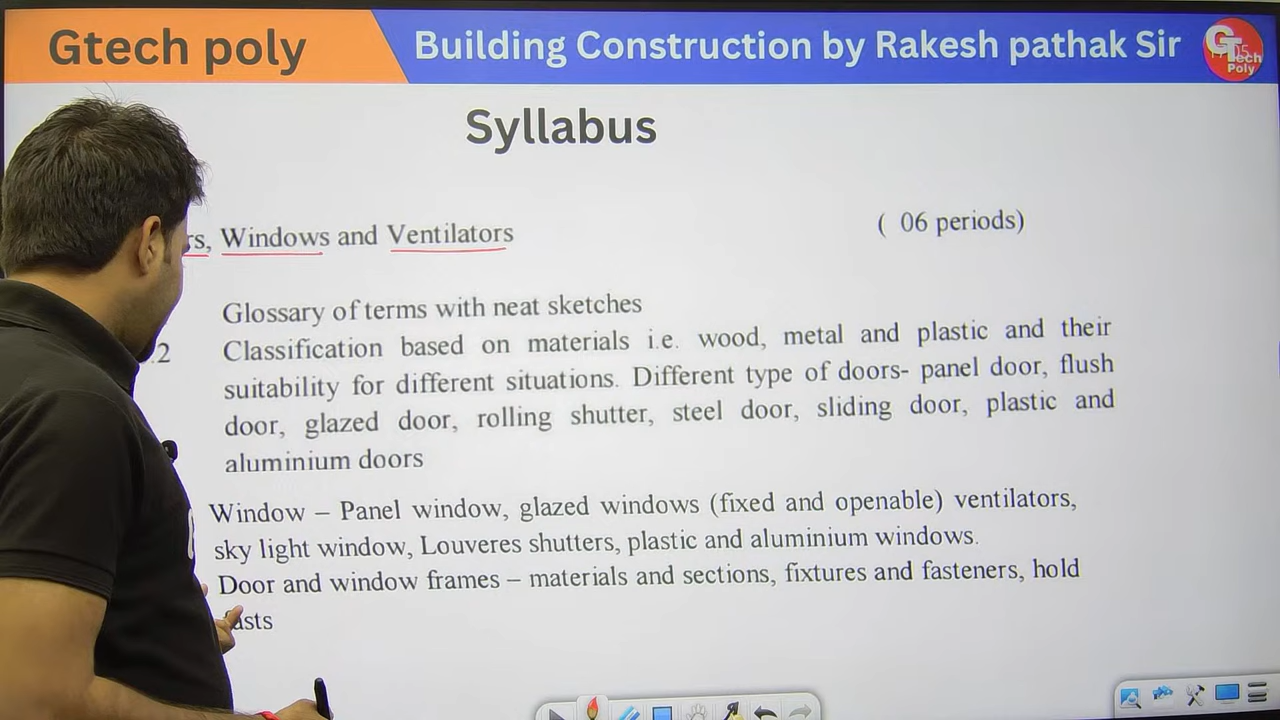 Gtech poly
Building Construction by Rakesh pathak Sir
Tech
Poly
Syllabus
rs, Windows and Ventilators
( 06 periods)
Glossary of terms with neat sketches
.2 Classification based on materials i.e. wood, metal and plastic and their
suitability for different situations. Different type of doors- panel door, flush
door, glazed door, rolling shutter, steel door, sliding door, plastic and
aluminium doors
Window – Panel window, glazed windows (fixed and openable) ventilators,
sky light window, Louveres shutters, plastic and aluminium windows.
Door and window frames – materials and sections, fixtures and fasteners, hold
asts